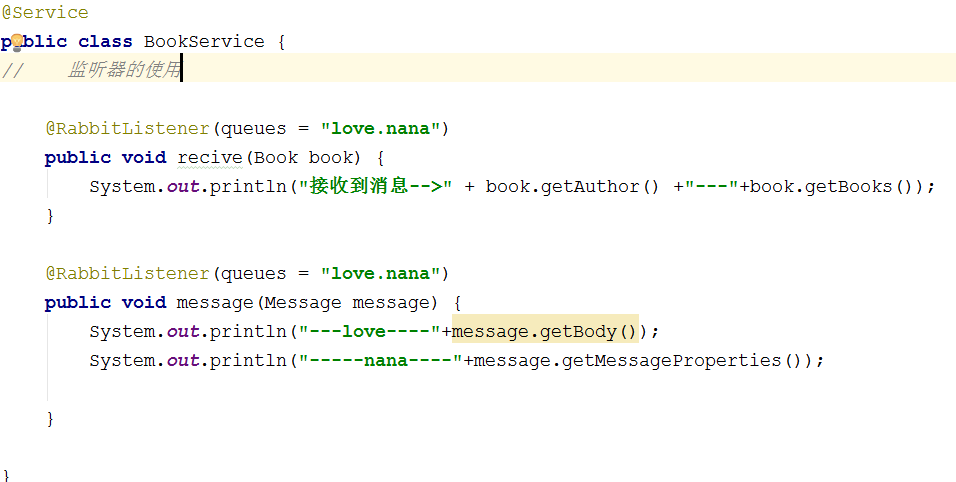 @Service
public class BookService {
//    监听器的使用
    @RabbitListener(queues = "love.nana")
    public void recive(Book book) {
        System.out.println("接收到消息-->" + book.getAuthor() +"---"+book.getBooks());
    }
    @RabbitListener(queues = "love.nana")
    public void message(Message message) {
        System.out.println("---love----"+message.getBody());
        System.out.println("-----nana----"+message.getMessageProperties());
    }
}